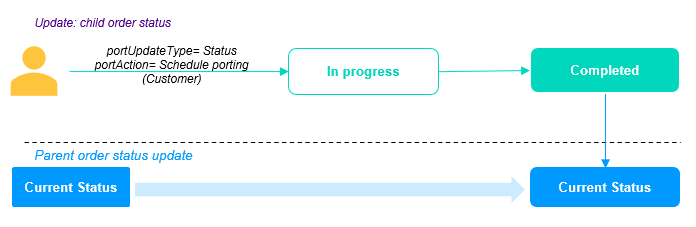 Update: child order status
portUpdateType= Status
portAction= Schedule porting
(Customer)
In progress
Completed
Parent order status update
Current Status
Current Status